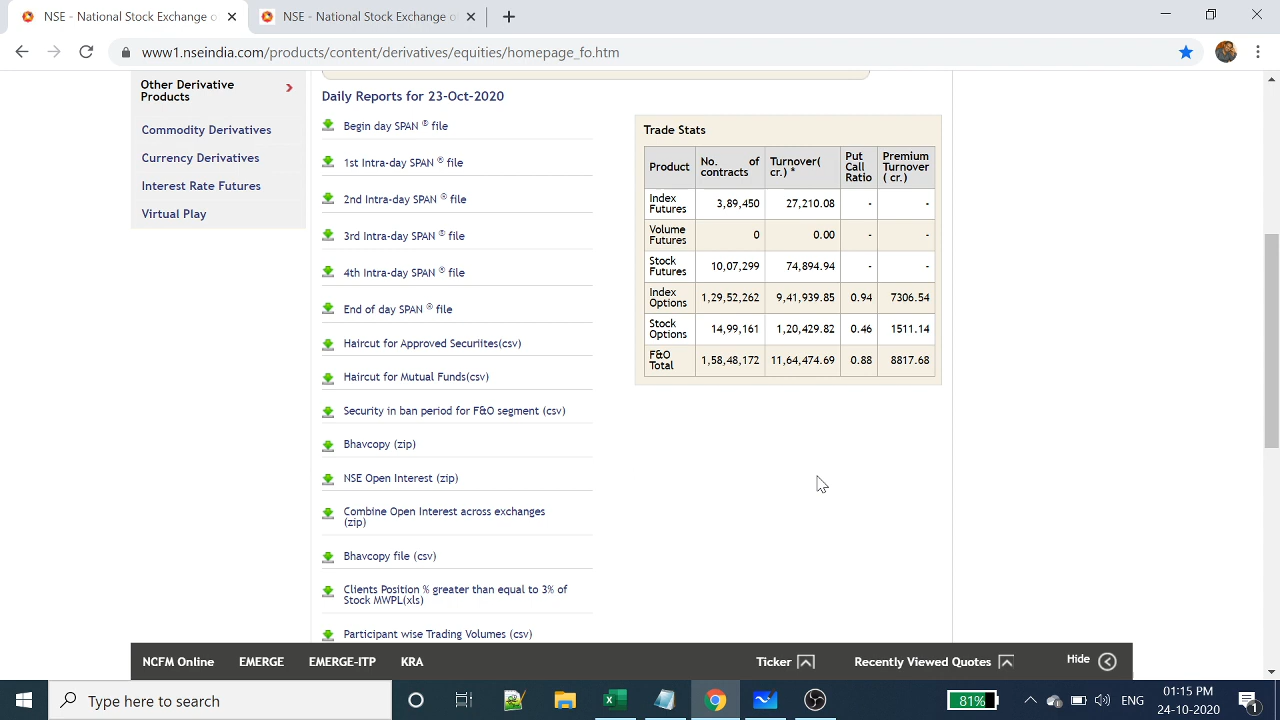 NSE - National Stock Exchange o
NSE - National Stock Exchange of
www1.nseindia.com/products/content/derivatives/equities/homepage_fo.htm
Other Derivative
Products
Commodity Derivatives
Currency Derivatives
Interest Rate Futures
Virtual Play
Daily Reports for 23-Oct-2020
Begin day SPAN ® file
1st Intra-day SPAN ® file
2nd Intra-day SPAN ® file
3rd Intra-day SPAN ® file
4th Intra-day SPAN ® file
End of day SPAN ® file
Haircut for Approved Securiites(csv)
Haircut for Mutual Funds(csv)
Security in ban period for F&O segment (csv)
Bhavcopy (zip)
NSE Open Interest (zip)
Combine Open Interest across exchanges
(zip)
Bhavcopy file (csv)
Clients Position % greater than equal to 3% of
Stock MWPL(xls)
Participant wise Trading Volumes (csv)
Trade Stats
Product No. of contracts Turnover( cr.) * Put Call Ratio Premium Turnover ( cr.)
Index Futures 3,89,450 27,210.08 - -
Volume Futures 0 0.00 - -
Stock Futures 10,07,299 74,894.94 - -
Index Options 1,29,52,262 9,41,939.85 0.94 7306.54
Stock Options 14,99,161 1,20,429.82 0.46 1511.14
F&O Total 1,58,48,172 11,64,474.69 0.88 8817.68
NCFM Online EMERGE EMERGE-ITP KRA Ticker Recently Viewed Quotes Hide
Type here to search
81%
ENG
01:15 PM
24-10-2020
1